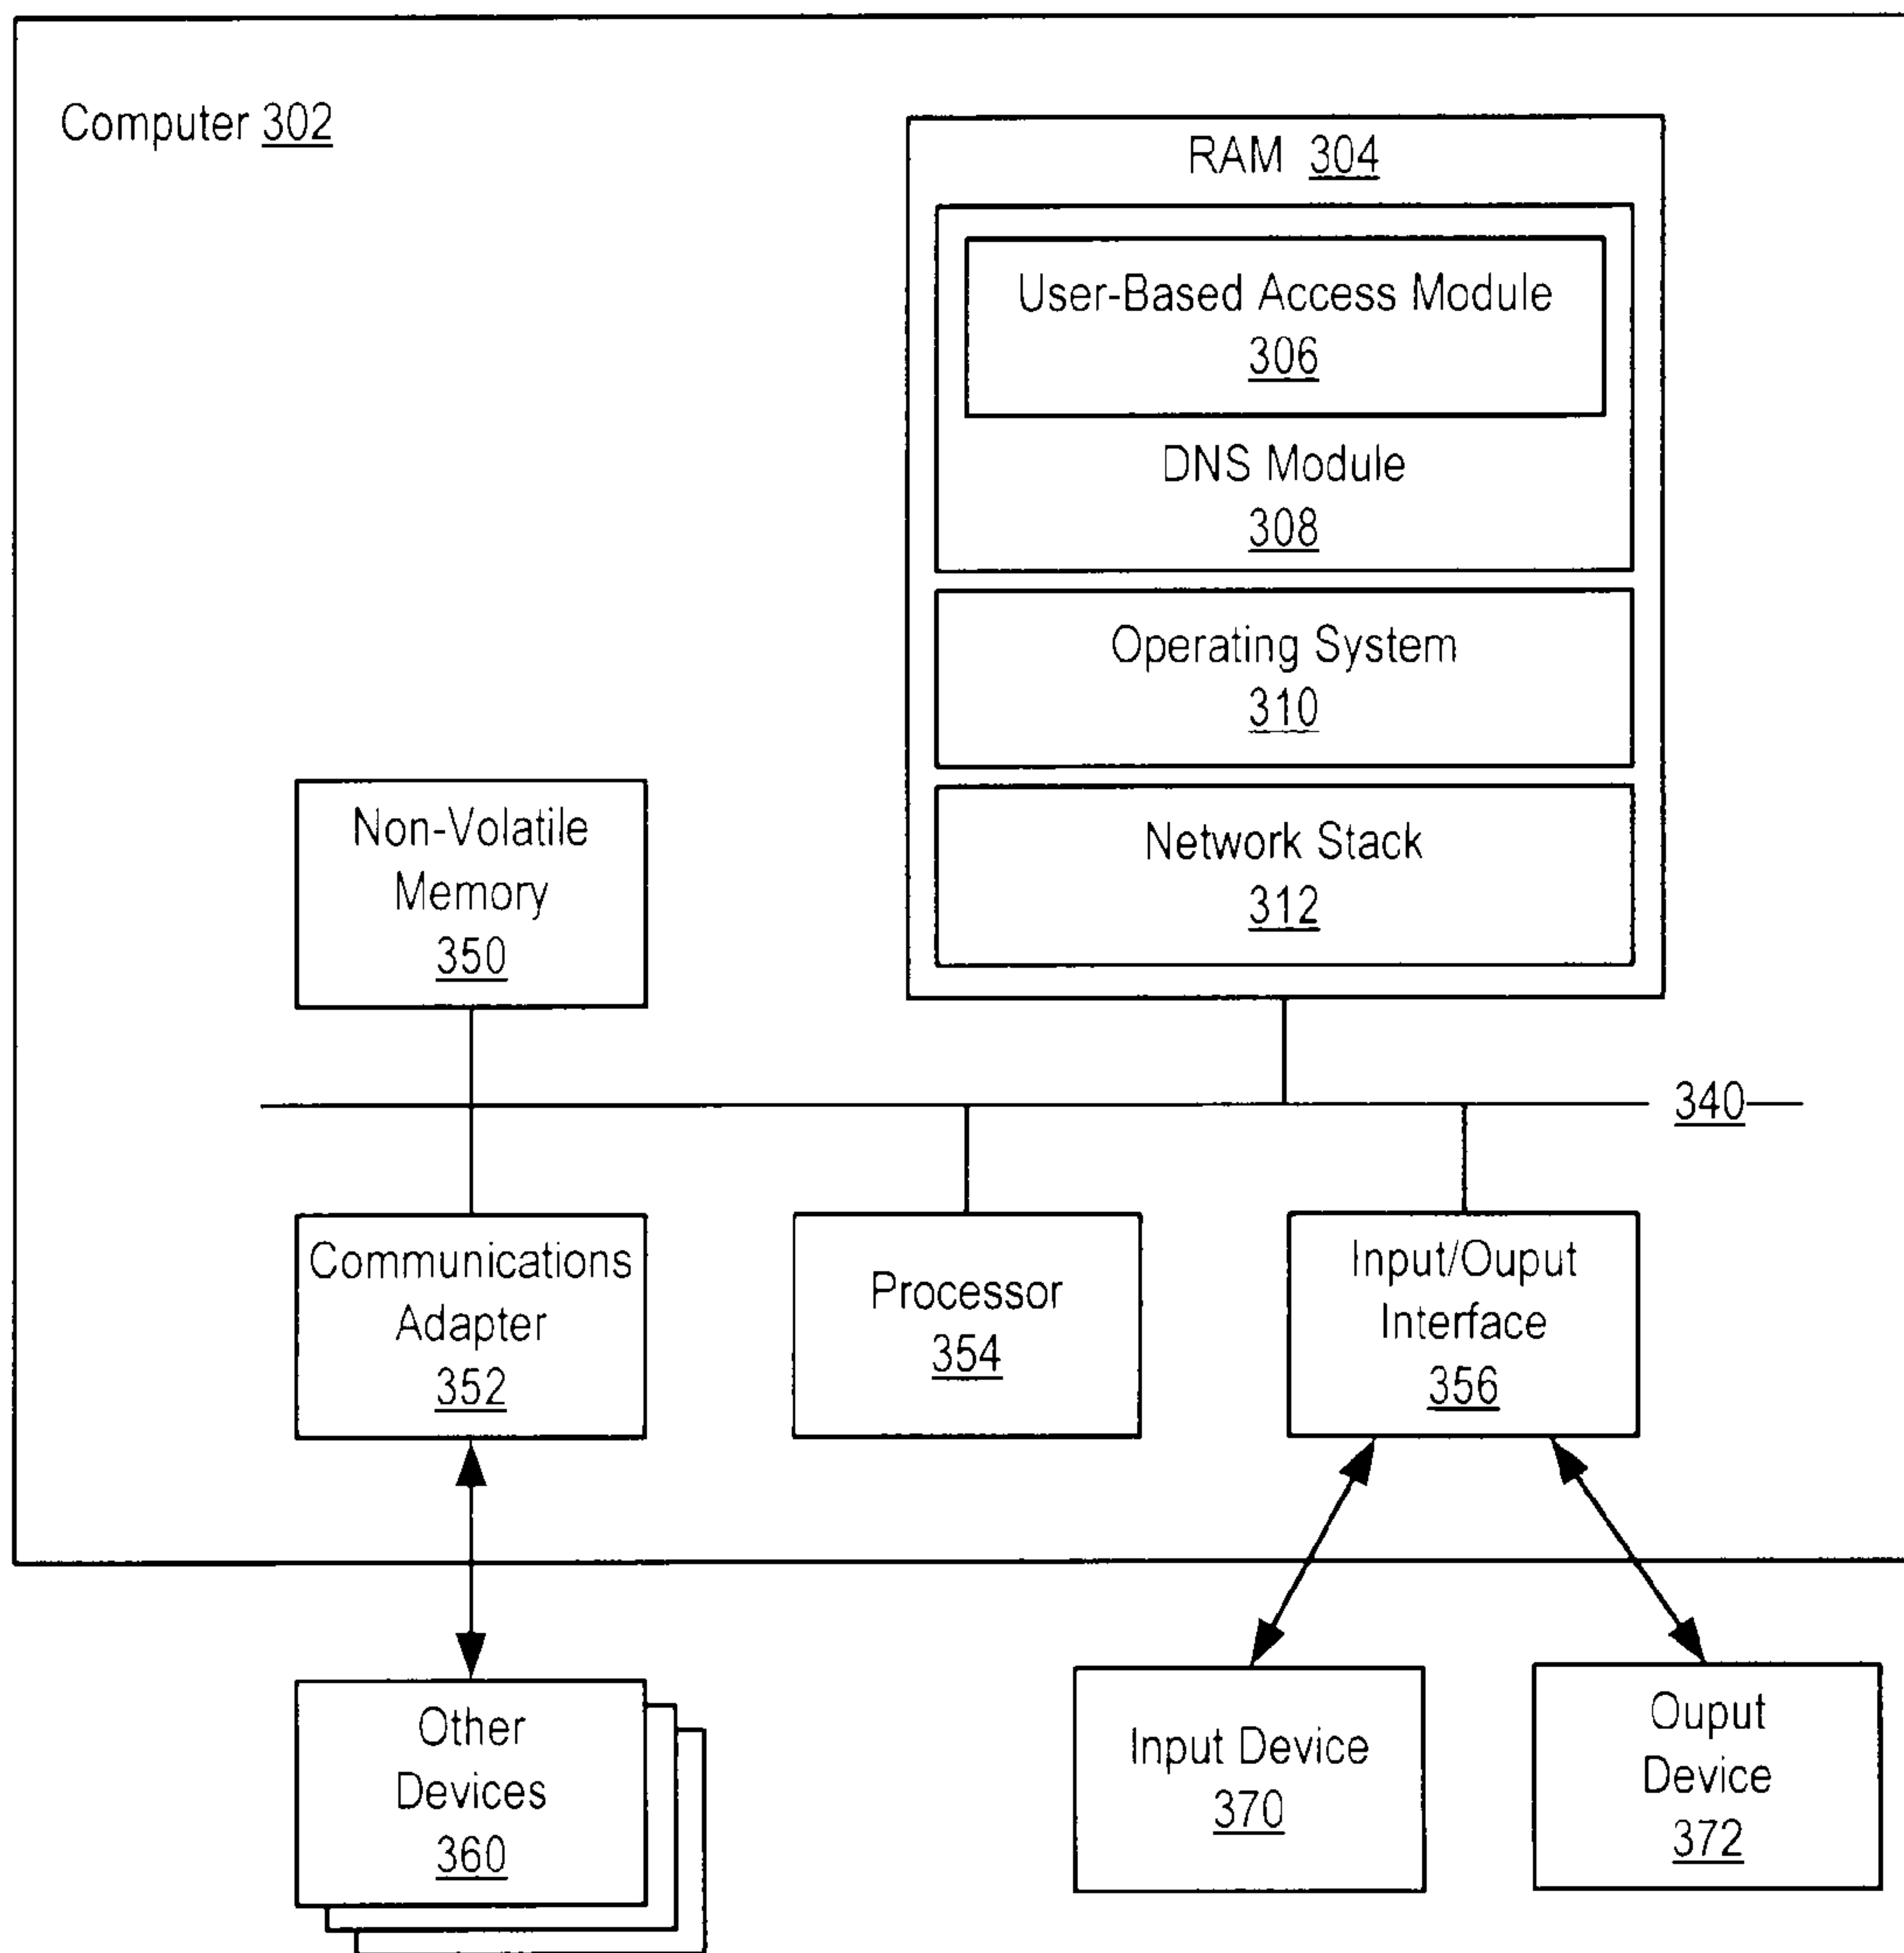 Computer 302
RAM 304
User-Based Access Module
306
DNS Module
308
Operating System
310
Network Stack
312
Non-Volatile
Memory
350
340
Communications
Adapter
352
Processor
354
Input/Ouput
Interface
356
Other
Devices
360
Input Device
370
Ouput
Device
372